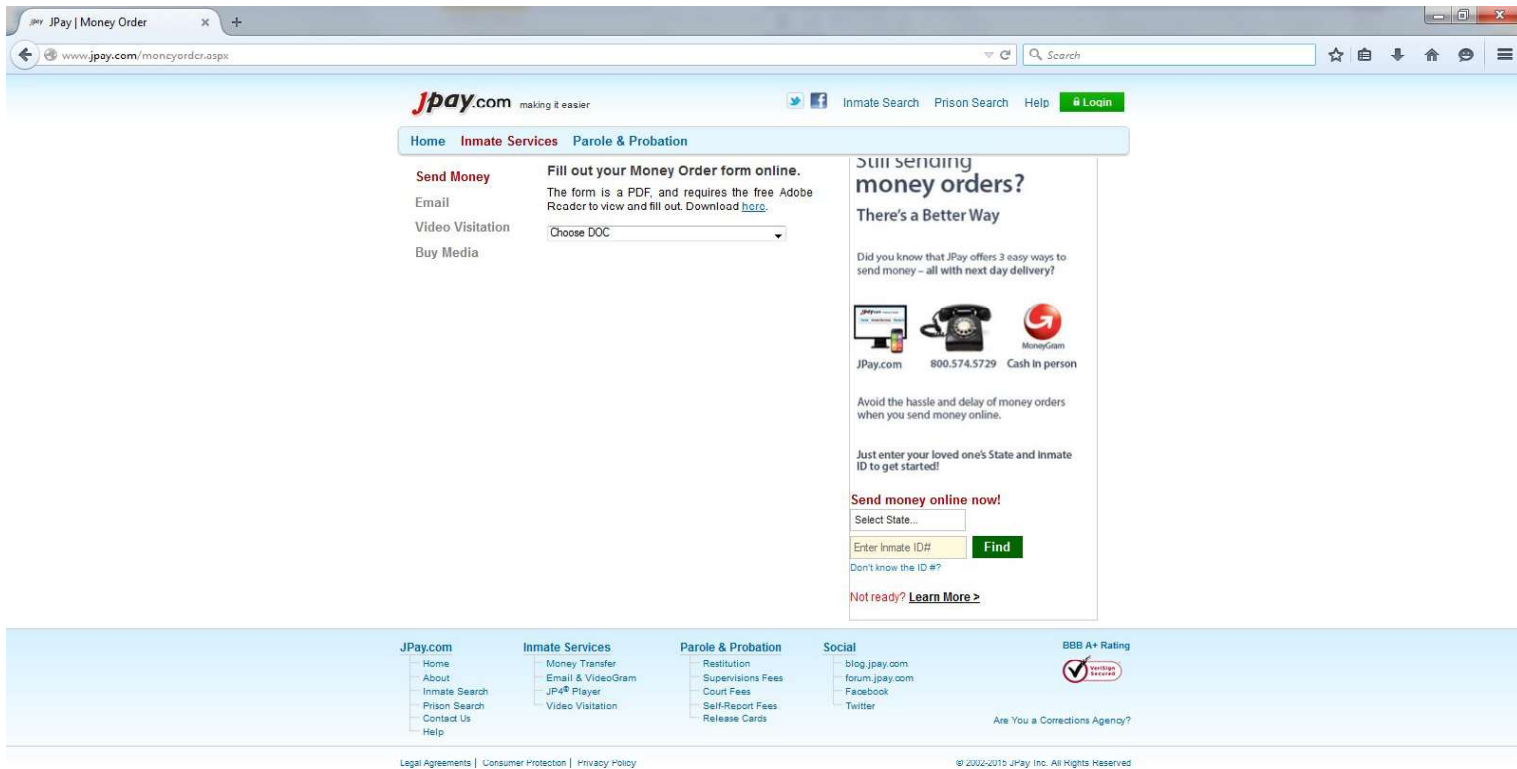 JPay | Money Order
www.jpay.com/moneyorder.aspx
Search
Jpay.com making it easier
Inmate Search Prison Search Help Login
Home Inmate Services Parole & Probation
Send Money
Email
Video Visitation
Buy Media
Fill out your Money Order form online.
The form is a PDF, and requires the free Adobe
Reader to view and fill out. Download here.
Choose DOC
Still sending
money orders?
There's a Better Way
Did you know that JPay offers 3 easy ways to
send money – all with next day delivery?
MoneyGram
JPay.com 800.574.5729 Cash in person
Avoid the hassle and delay of money orders
when you send money online.
Just enter your loved one's State and Inmate
ID to get started!
Send money online now!
Select State...
Enter Inmate ID# Find
Don't know the ID #?
Not ready? Learn More >
JPay.com
Home
About
Inmate Search
Prison Search
Contact Us
Help
Inmate Services
Money Transfer
Email & VideoGram
JP4® Player
Video Visitation
Parole & Probation
Restitution
Supervisions Fees
Court Fees
Self-Report Fees
Release Cards
Social
blog.jpay.com
forum.jpay.com
Facebook
Twitter
BBB A+ Rating
VeriSign
Secured
Are You a Corrections Agency?
Legal Agreements | Consumer Protection | Privacy Policy
© 2002-2015 JPay Inc. All Rights Reserved